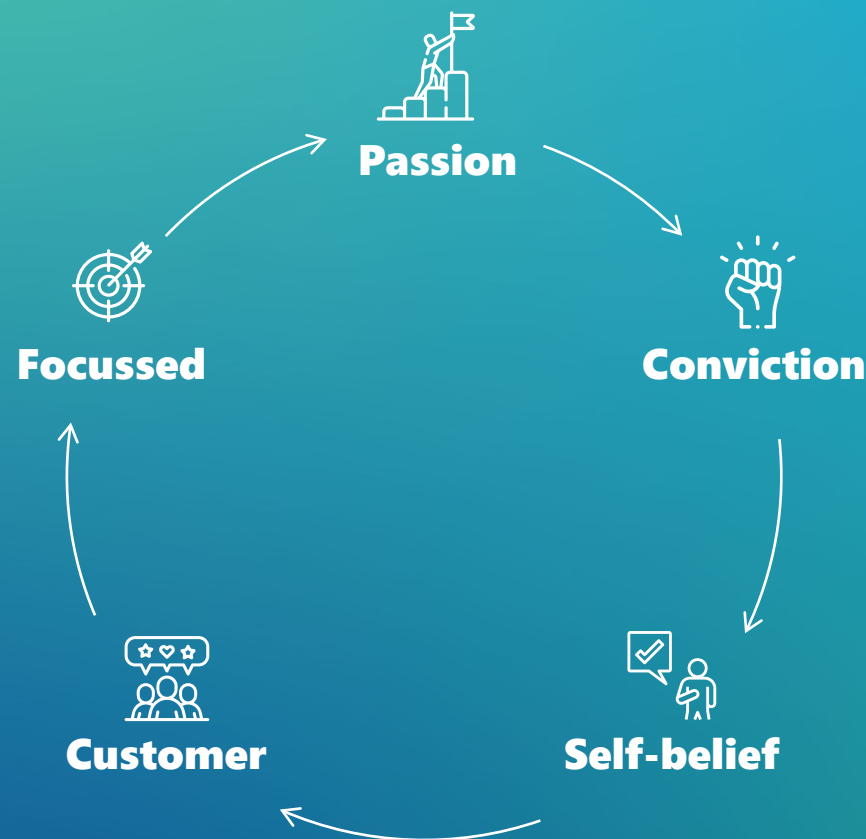 Passion
Conviction
Self-belief
Customer
Focussed